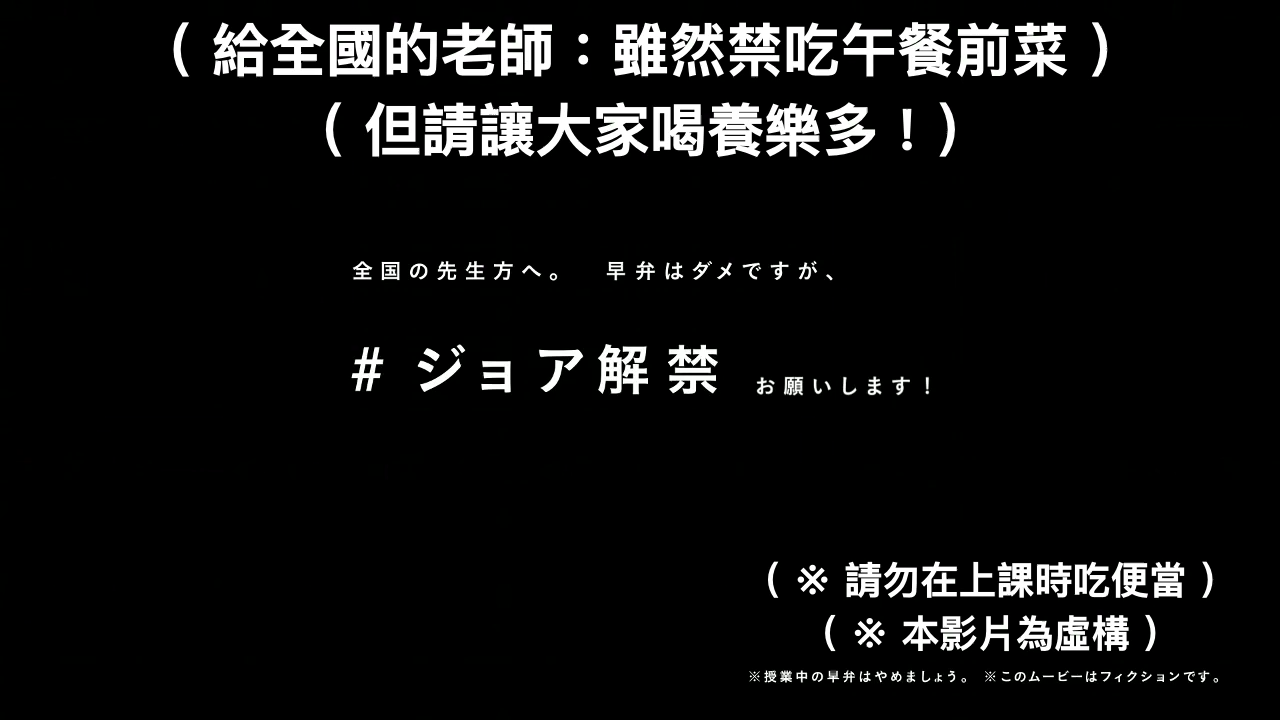 （給全國的老師：雖然禁吃午餐前菜）
（但請讓大家喝養樂多！）
全国の先生方へ。　早弁はダメですが、
# ジョア解禁 お願いします！
（※ 請勿在上課時吃便當）
（※ 本影片為虛構）
※授業中の早弁はやめましょう。 ※このムービーはフィクションです。